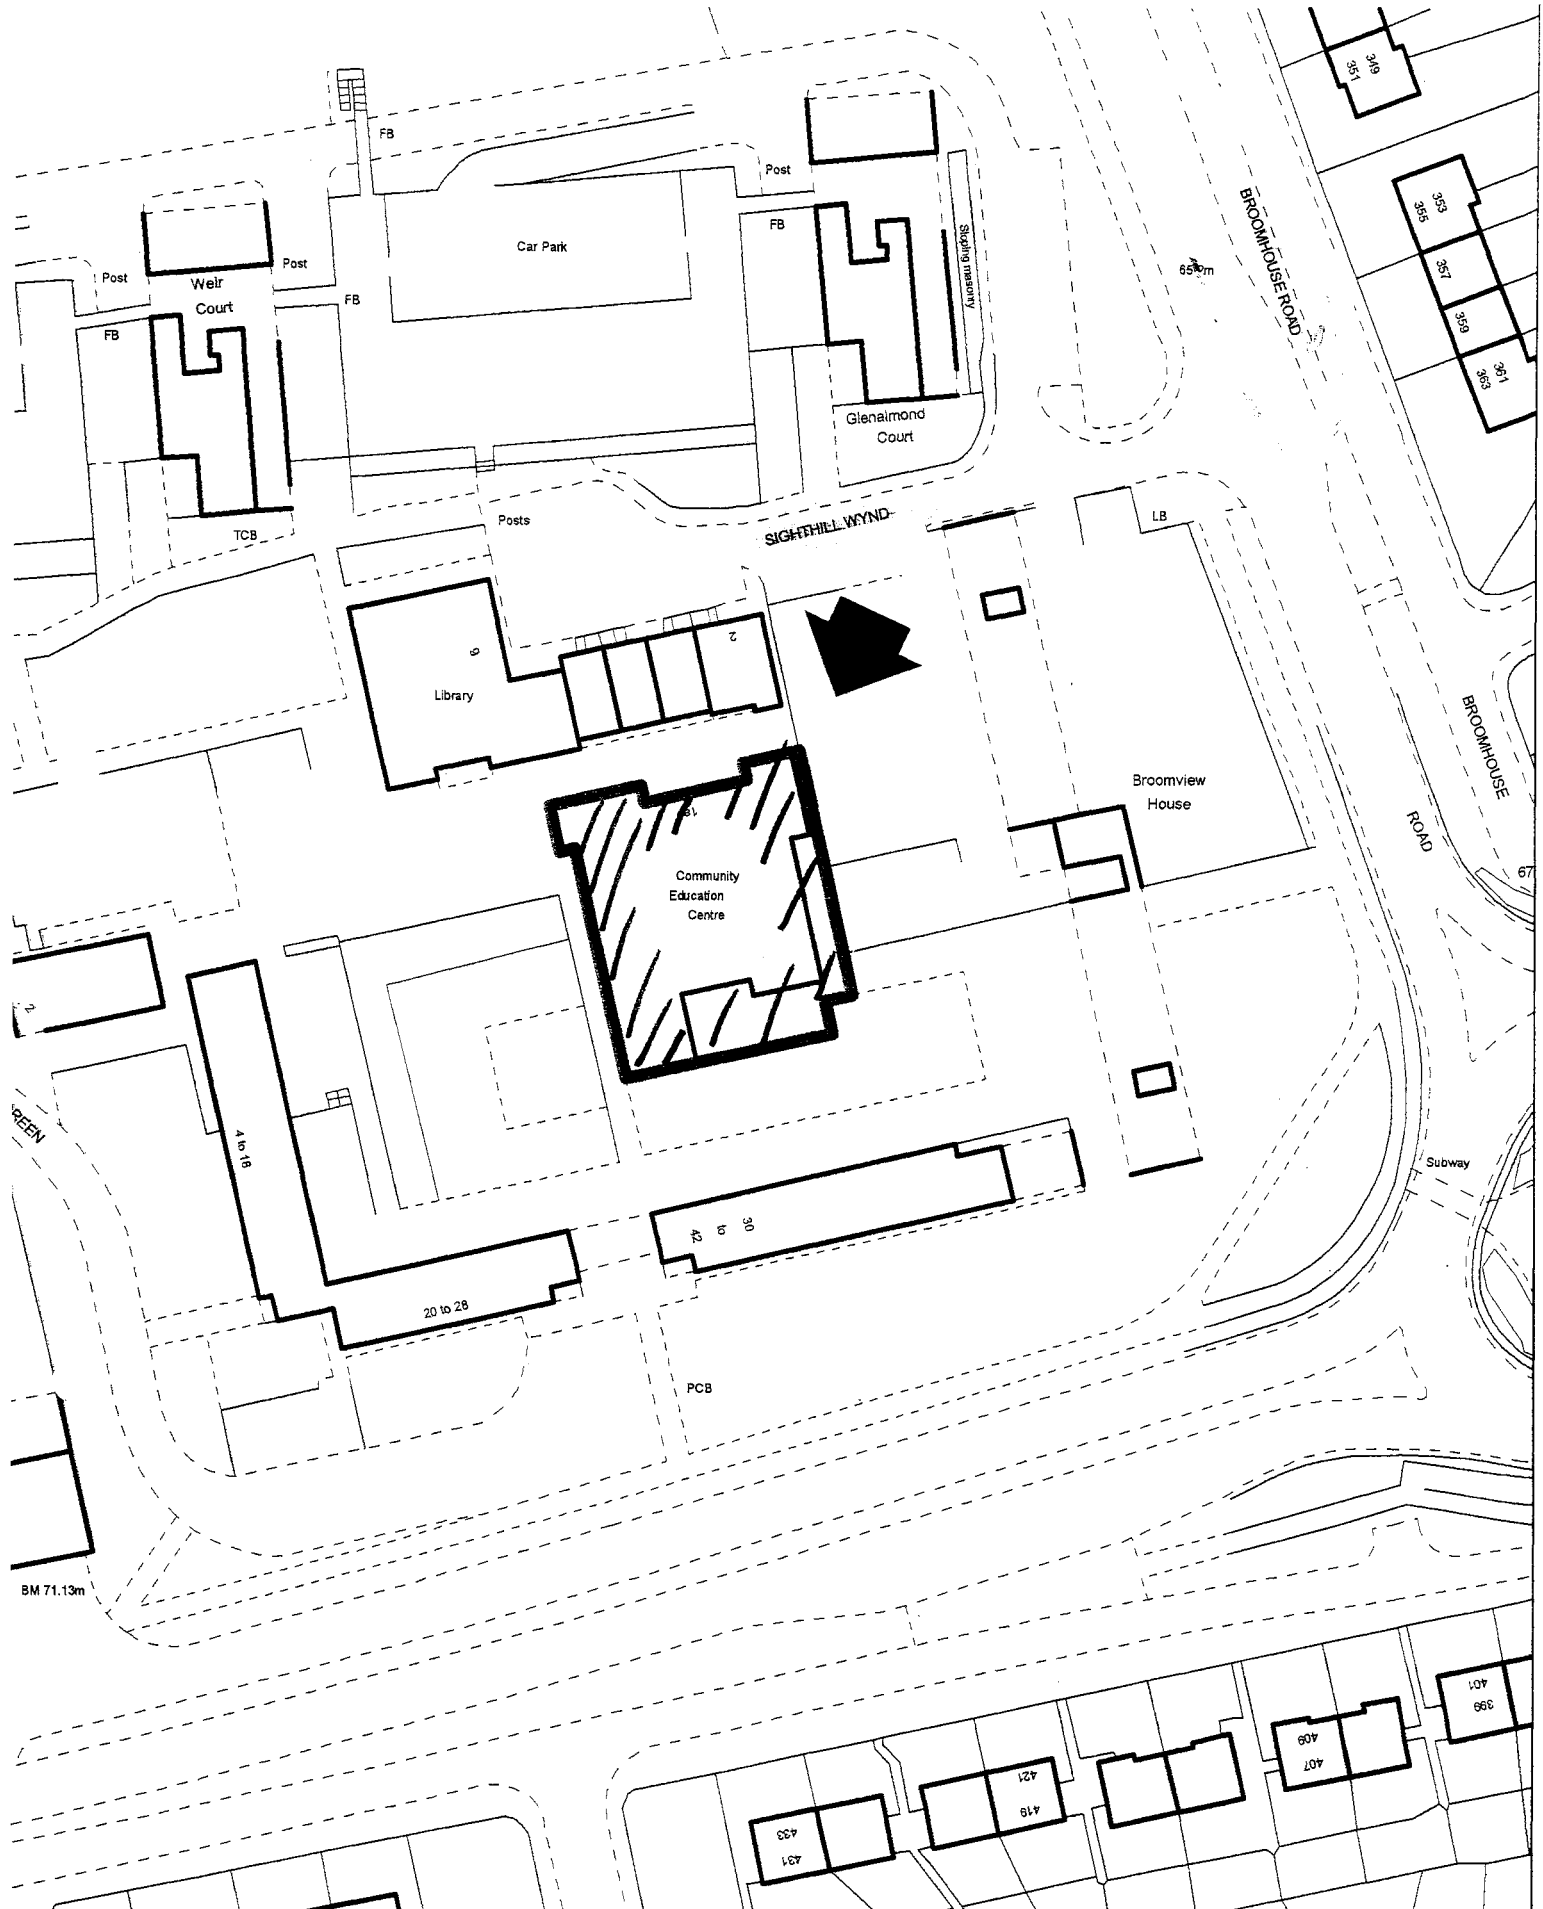 349
351
FB
Post
353
355
FB
Car Park
Sloping masonry
BROOMHOUSE ROAD
Post
Post
Weir
Court
357
FB
FB
359
361
363
Glenalmond
Court
SIGHTHILL WYND
Posts
LB
TCB
2
9
Library
BROOMHOUSE
ROAD
Broomview
House
18
Community
Education
Centre
67
2
REEN
4 to 18
Subway
30
to
42
20 to 28
PCB
BM 71.13m
401
399
409
407
421
419
433
431